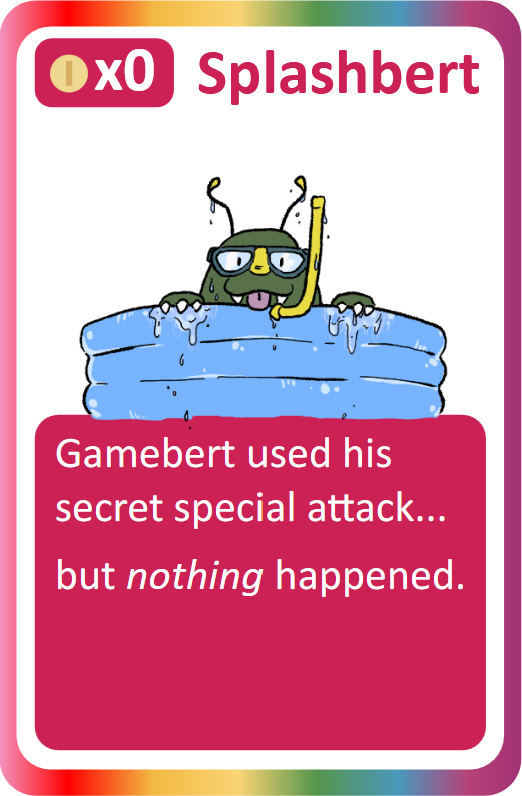 x0 Splashbert
Gamebert used his
secret special attack...
but nothing happened.